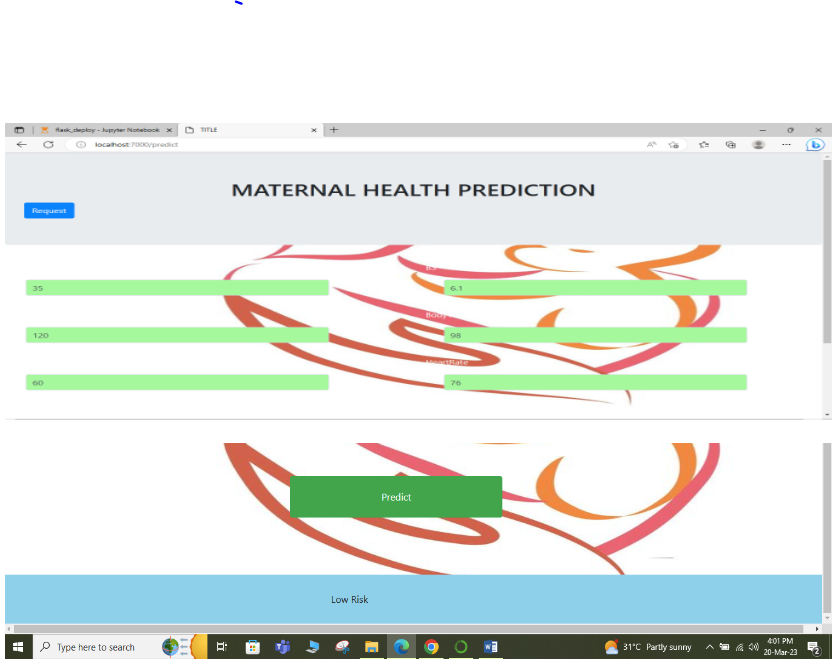 flask_deploy - Jupyter Notebook
TITLE
localhost:7000/predict
MATERNAL HEALTH PREDICTION
Request
35
6.1
Body
120
98
HeartRate
60
76
Predict
Low Risk
Type here to search
31°C Partly sunny
4:01 PM
20-Mar-23
2